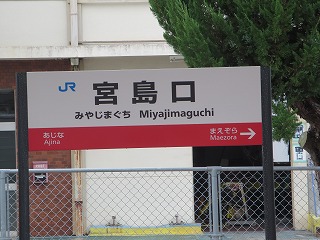 JR
宮島口
みやじまぐち Miyajimaguchi
あじな まえぞら
Ajina Maezora